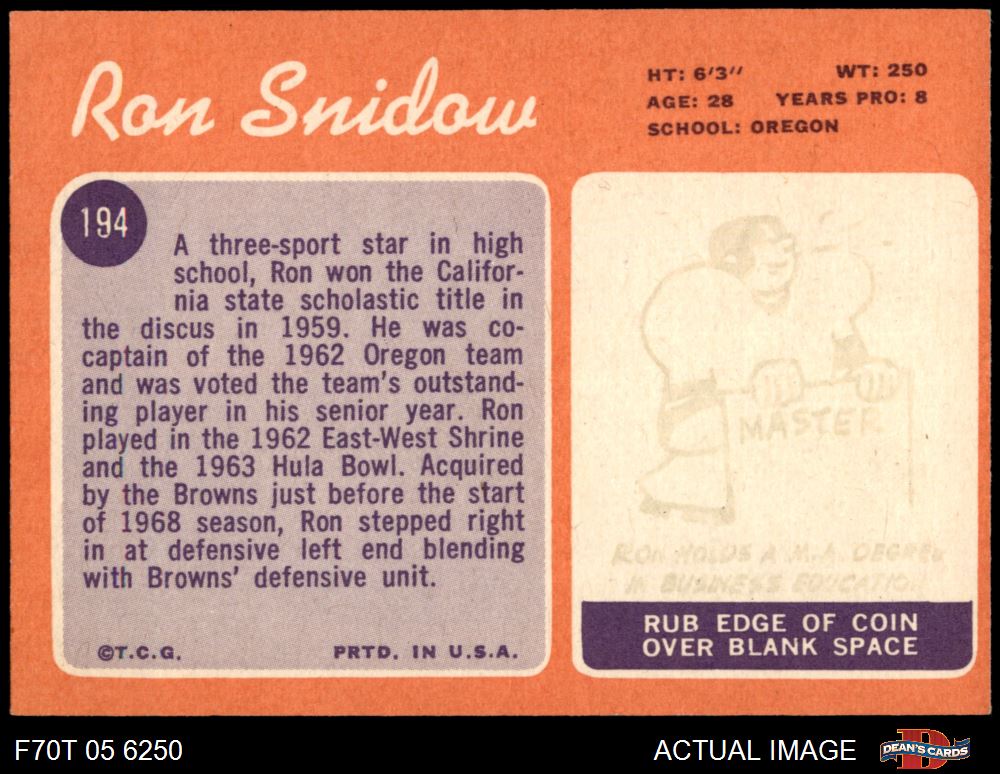 Ron Snidow
HT: 6'3" WT: 250
AGE: 28 YEARS PRO: 8
SCHOOL: OREGON
194
A three-sport star in high
school, Ron won the Califor-
nia state scholastic title in
the discus in 1959. He was co-
captain of the 1962 Oregon team
and was voted the team's outstand-
ing player in his senior year. Ron
played in the 1962 East-West Shrine
and the 1963 Hula Bowl. Acquired
by the Browns just before the start
of 1968 season, Ron stepped right
in at defensive left end blending
with Browns' defensive unit.
©T.C.G. PRTD. IN U.S.A.
MASTER
RON HOLDS A M.A. DEGREE
IN BUSINESS EDUCATION
RUB EDGE OF COIN
OVER BLANK SPACE
F70T 05 6250 ACTUAL IMAGE DEAN'S CARDS